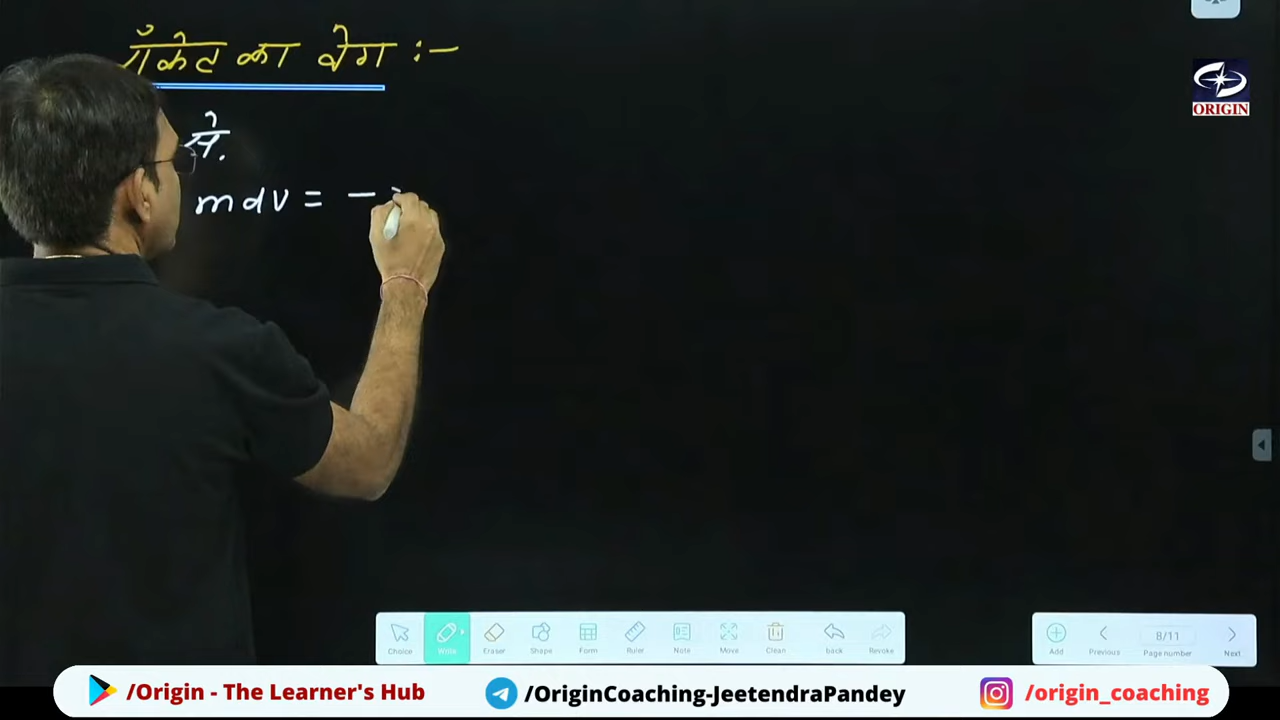 रॉकेट का वेग :-
से.
m d v = -
ORIGIN
Choice Write Eraser Shape Form Ruler Note Move Clean back Revoke
Add Previous 8/11 Page number Next
/Origin - The Learner's Hub /OriginCoaching-JeetendraPandey /origin_coaching